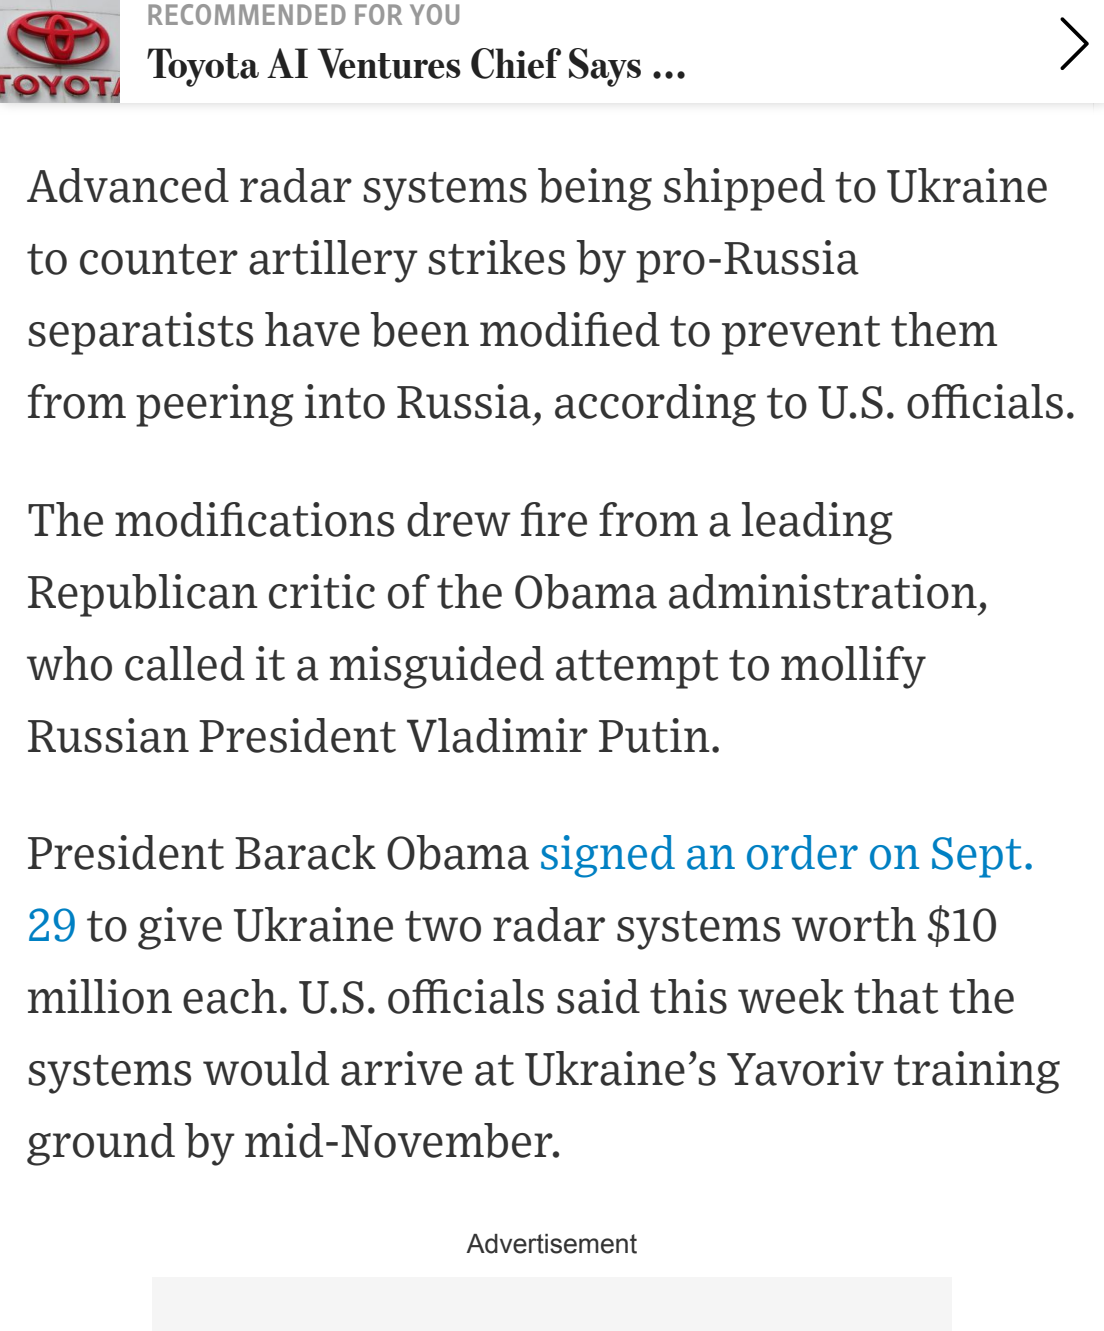 RECOMMENDED FOR YOU
Toyota AI Ventures Chief Says ...
TOYOTA
Advanced radar systems being shipped to Ukraine
to counter artillery strikes by pro-Russia
separatists have been modified to prevent them
from peering into Russia, according to U.S. officials.
The modifications drew fire from a leading
Republican critic of the Obama administration,
who called it a misguided attempt to mollify
Russian President Vladimir Putin.
President Barack Obama signed an order on Sept.
29 to give Ukraine two radar systems worth $10
million each. U.S. officials said this week that the
systems would arrive at Ukraine’s Yavoriv training
ground by mid-November.
Advertisement